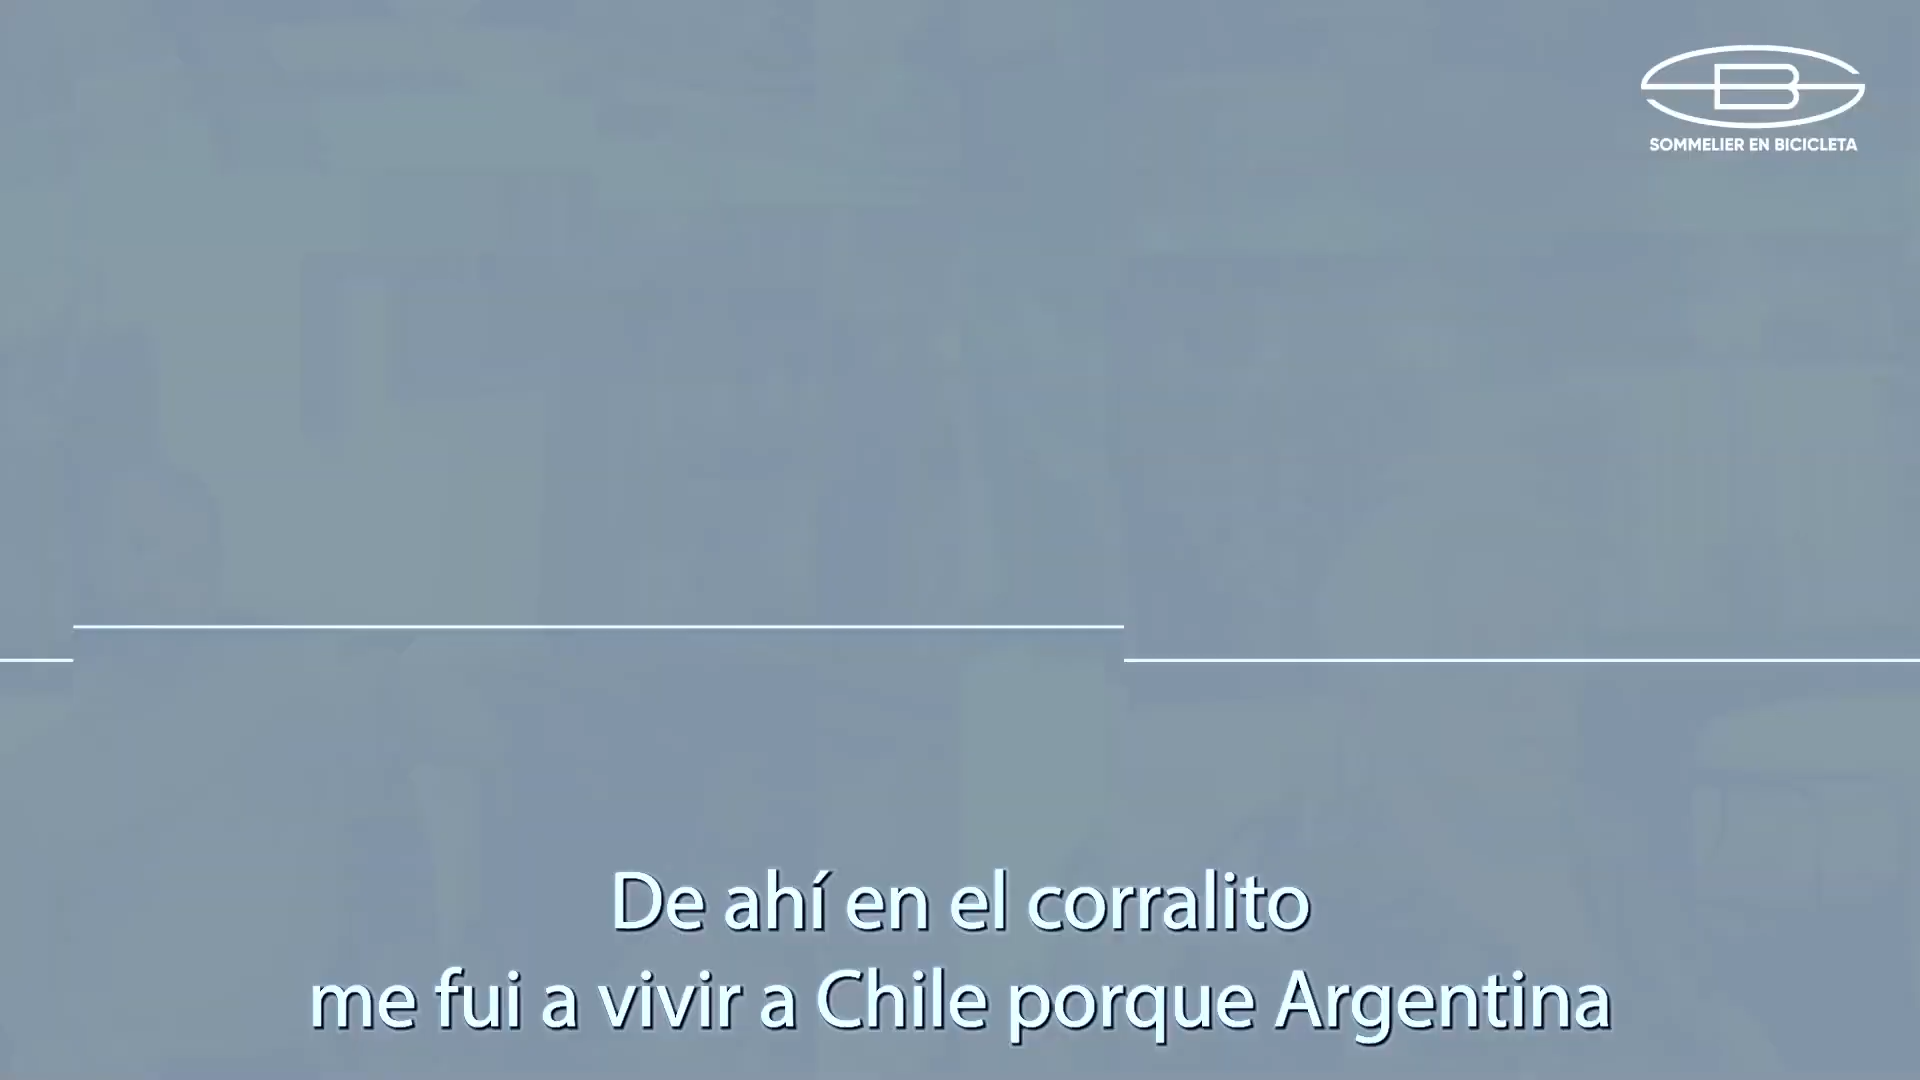 SOMMELIER EN BICICLETA
De ahí en el corralito
me fui a vivir a Chile porque Argentina